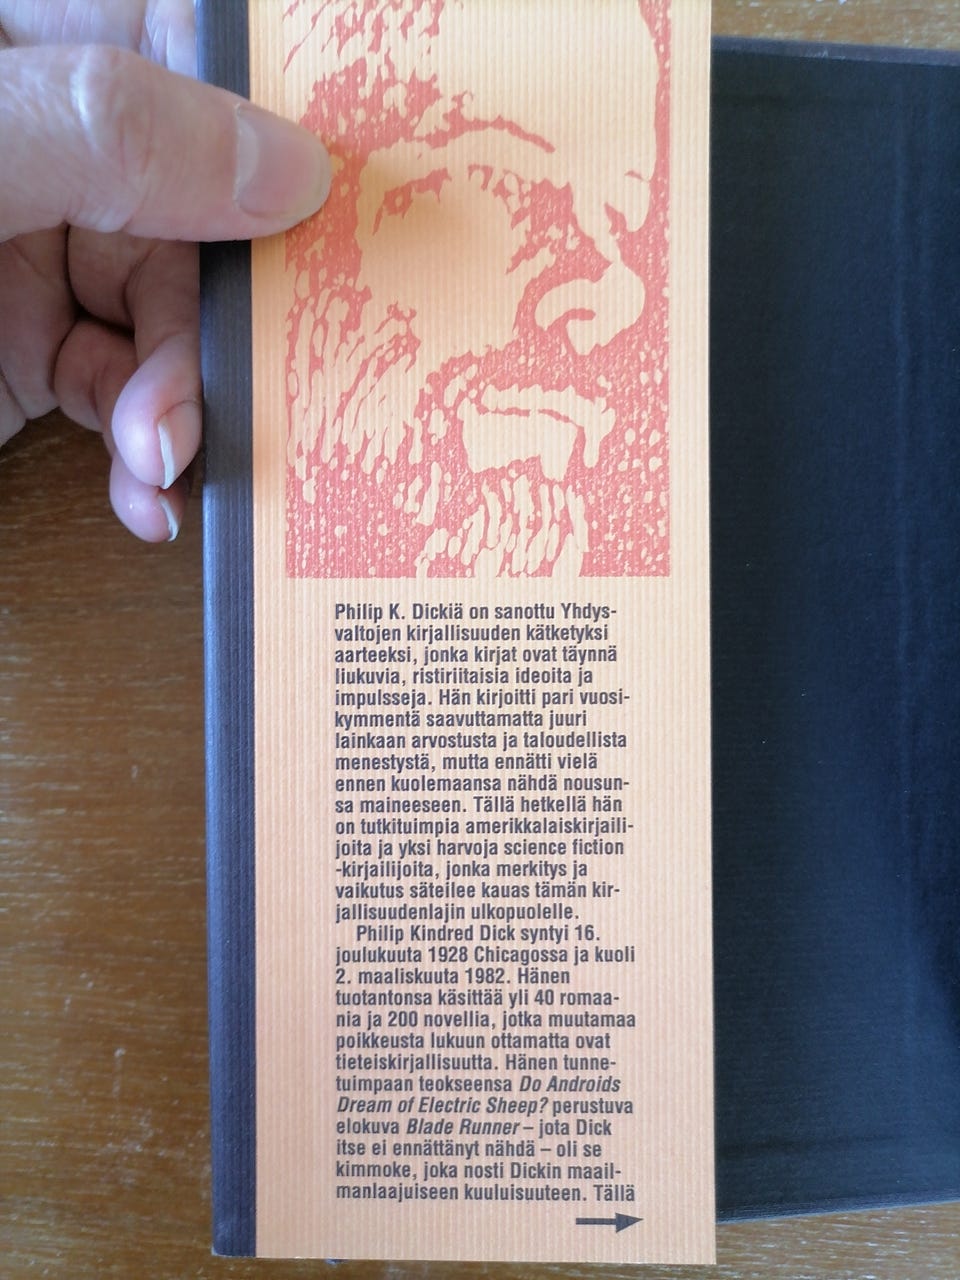 Philip K. Dickiä on sanottu Yhdys-
valtojen kirjallisuuden kätketyksi
aarteeksi, jonka kirjat ovat täynnä
liukuvia, ristiriitaisia ideoita ja
impulsseja. Hän kirjoitti pari vuosi-
kymmentä saavuttamatta juuri
lainkaan arvostusta ja taloudellista
menestystä, mutta ennätti vielä
ennen kuolemaansa nähdä nousun-
sa maineeseen. Tällä hetkellä hän
on tutkituimpia amerikkalaiskirjaili-
joita ja yksi harvoja science fiction
-kirjailijoita, jonka merkitys ja
vaikutus säteilee kauas tämän kir-
jallisuudenlajin ulkopuolelle.
Philip Kindred Dick syntyi 16.
joulukuuta 1928 Chicagossa ja kuoli
2. maaliskuuta 1982. Hänen
tuotantonsa käsittää yli 40 romaa-
nia ja 200 novellia, jotka muutamaa
poikkeusta lukuun ottamatta ovat
tieteiskirjallisuutta. Hänen tunne-
tuimpaan teokseensa Do Androids
Dream of Electric Sheep? perustuva
elokuva Blade Runner – jota Dick
itse ei ennättänyt nähdä – oli se
kimmoke, joka nosti Dickin maail-
manlaajuiseen kuuluisuuteen. Tällä